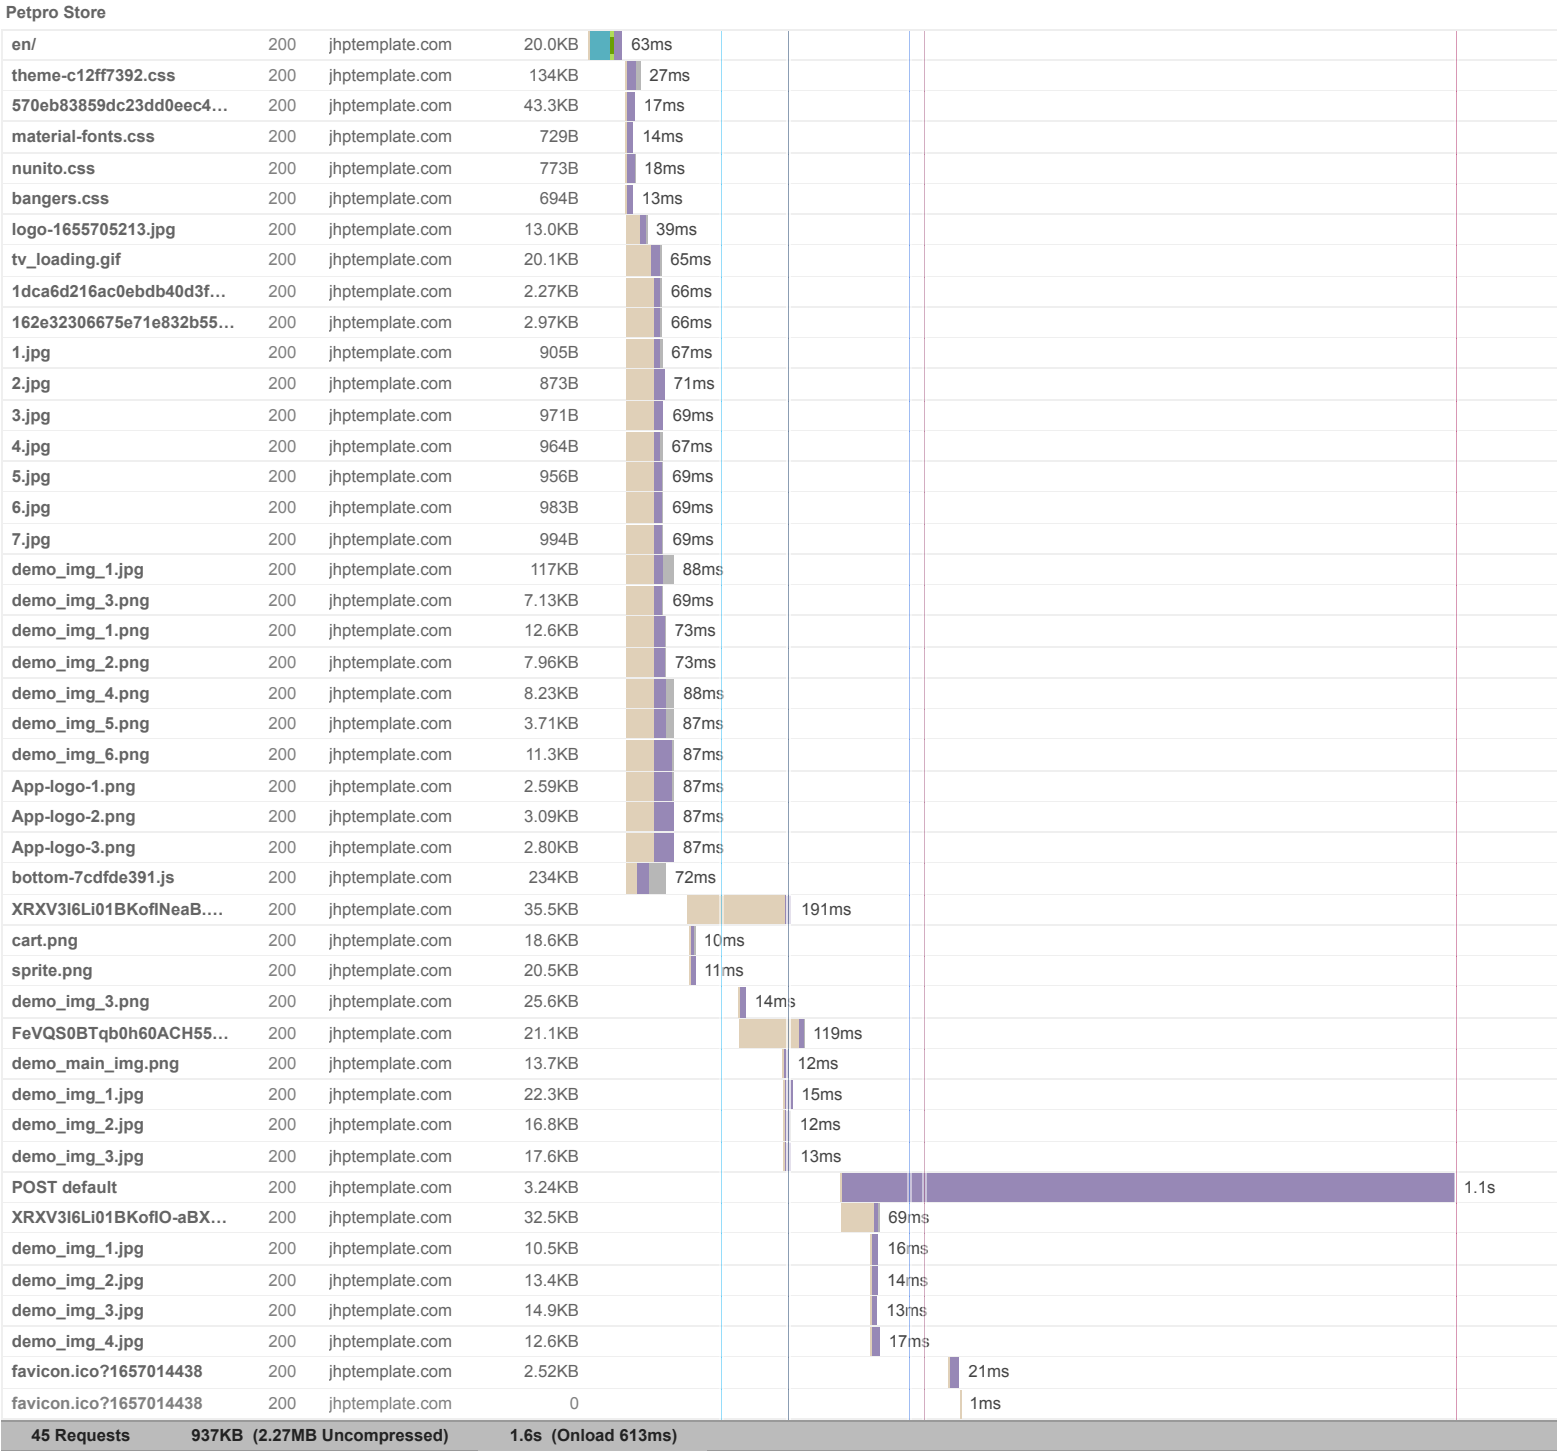 Petpro Store
en/ 200 jhptemplate.com 20.0KB 63ms
theme-c12ff7392.css 200 jhptemplate.com 134KB 27ms
570eb83859dc23dd0eec4... 200 jhptemplate.com 43.3KB 17ms
material-fonts.css 200 jhptemplate.com 729B 14ms
nunito.css 200 jhptemplate.com 773B 18ms
bangers.css 200 jhptemplate.com 694B 13ms
logo-1655705213.jpg 200 jhptemplate.com 13.0KB 39ms
tv_loading.gif 200 jhptemplate.com 20.1KB 65ms
1dca6d216ac0ebdb40d3f... 200 jhptemplate.com 2.27KB 66ms
162e32306675e71e832b55... 200 jhptemplate.com 2.97KB 66ms
1.jpg 200 jhptemplate.com 905B 67ms
2.jpg 200 jhptemplate.com 873B 71ms
3.jpg 200 jhptemplate.com 971B 69ms
4.jpg 200 jhptemplate.com 964B 67ms
5.jpg 200 jhptemplate.com 956B 69ms
6.jpg 200 jhptemplate.com 983B 69ms
7.jpg 200 jhptemplate.com 994B 69ms
demo_img_1.jpg 200 jhptemplate.com 117KB 88ms
demo_img_3.png 200 jhptemplate.com 7.13KB 69ms
demo_img_1.png 200 jhptemplate.com 12.6KB 73ms
demo_img_2.png 200 jhptemplate.com 7.96KB 73ms
demo_img_4.png 200 jhptemplate.com 8.23KB 88ms
demo_img_5.png 200 jhptemplate.com 3.71KB 87ms
demo_img_6.png 200 jhptemplate.com 11.3KB 87ms
App-logo-1.png 200 jhptemplate.com 2.59KB 87ms
App-logo-2.png 200 jhptemplate.com 3.09KB 87ms
App-logo-3.png 200 jhptemplate.com 2.80KB 87ms
bottom-7cdfde391.js 200 jhptemplate.com 234KB 72ms
XRXV3I6Li01BKofINeaB.... 200 jhptemplate.com 35.5KB 191ms
cart.png 200 jhptemplate.com 18.6KB 10ms
sprite.png 200 jhptemplate.com 20.5KB 11ms
demo_img_3.png 200 jhptemplate.com 25.6KB 14ms
FeVQS0BTqb0h60ACH55... 200 jhptemplate.com 21.1KB 119ms
demo_main_img.png 200 jhptemplate.com 13.7KB 12ms
demo_img_1.jpg 200 jhptemplate.com 22.3KB 15ms
demo_img_2.jpg 200 jhptemplate.com 16.8KB 12ms
demo_img_3.jpg 200 jhptemplate.com 17.6KB 13ms
POST default 200 jhptemplate.com 3.24KB 1.1s
XRXV3I6Li01BKofIO-aBX... 200 jhptemplate.com 32.5KB 69ms
demo_img_1.jpg 200 jhptemplate.com 10.5KB 16ms
demo_img_2.jpg 200 jhptemplate.com 13.4KB 14ms
demo_img_3.jpg 200 jhptemplate.com 14.9KB 13ms
demo_img_4.jpg 200 jhptemplate.com 12.6KB 17ms
favicon.ico?1657014438 200 jhptemplate.com 2.52KB 21ms
favicon.ico?1657014438 200 jhptemplate.com 0 1ms
45 Requests 937KB (2.27MB Uncompressed) 1.6s (Onload 613ms)